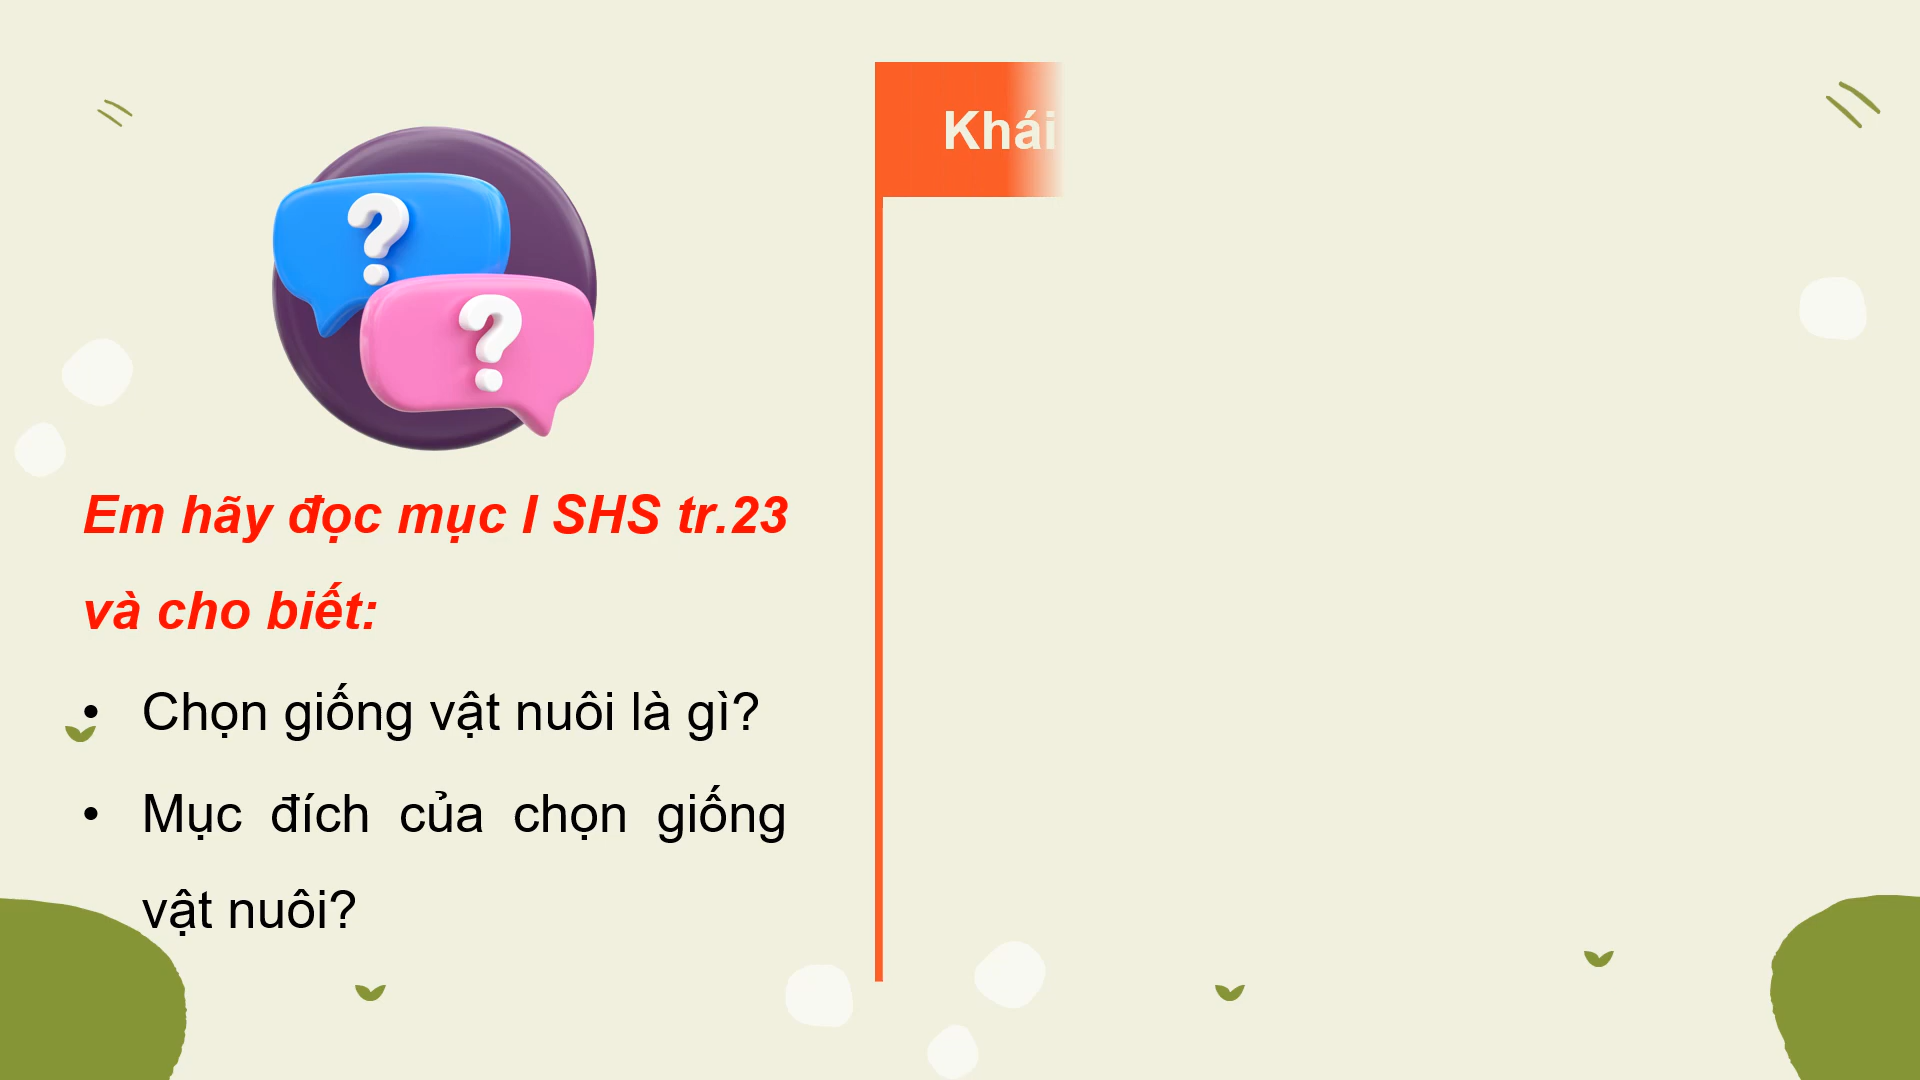 Em hãy đọc mục I SHS tr.23
và cho biết:
• Chọn giống vật nuôi là gì?
• Mục đích của chọn giống
vật nuôi?
Khái